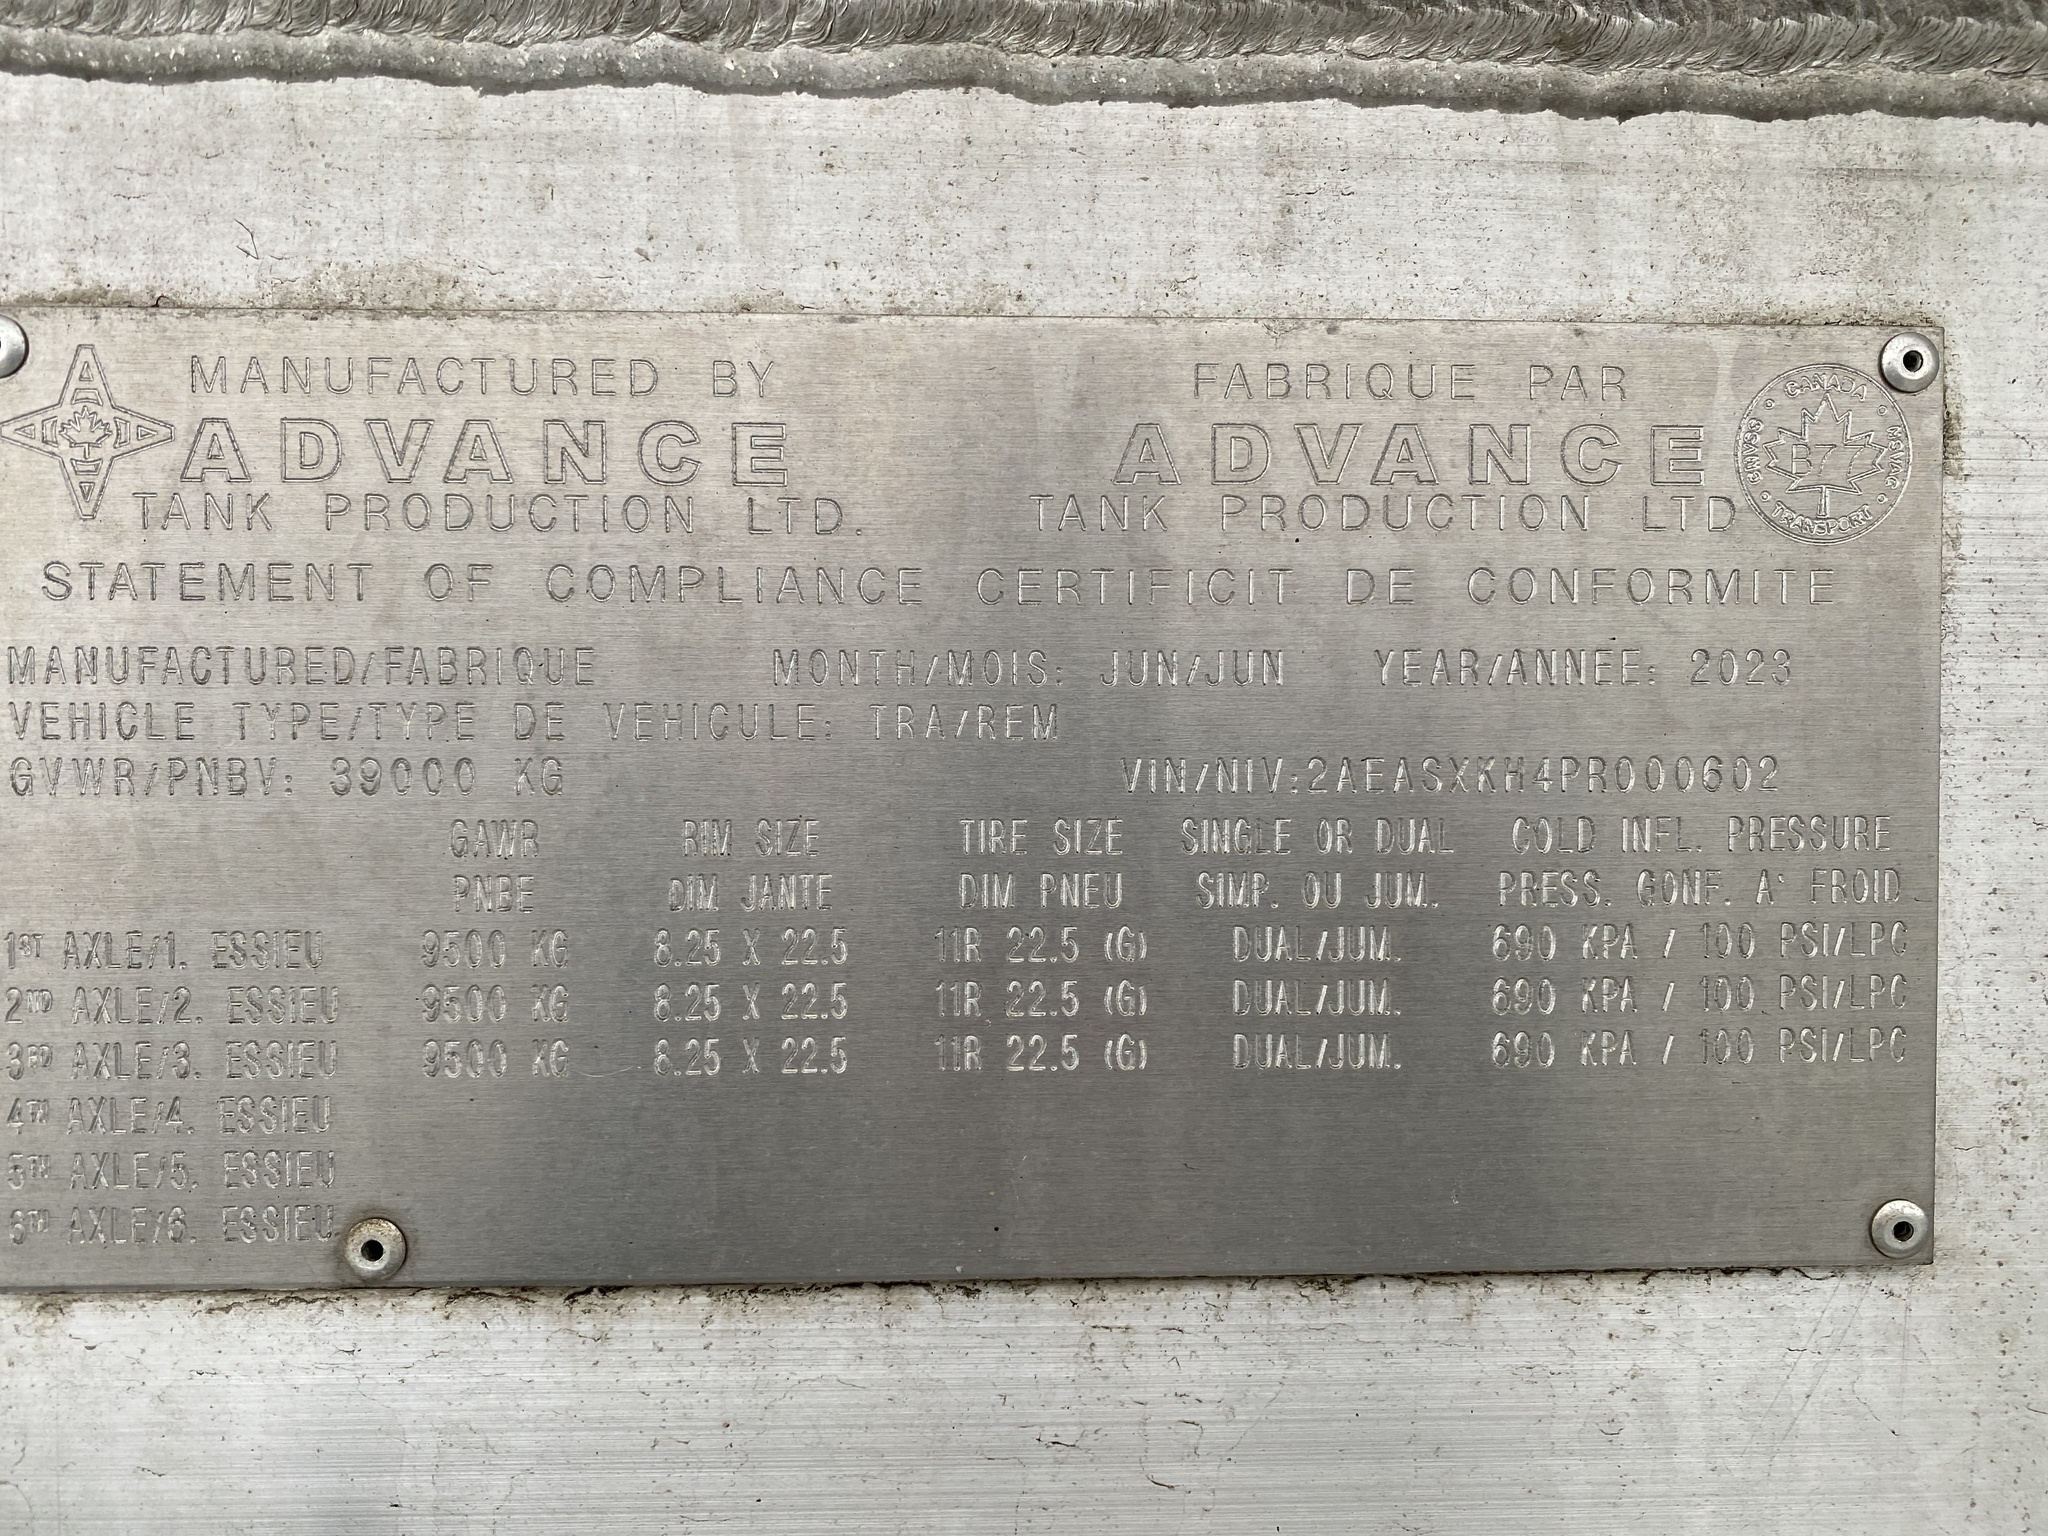 MANUFACTURED BY
ADVANCE
TANK PRODUCTION LTD.
FABRIQUE PAR
ADVANCE
TANK PRODUCTION LTD
CANADA
NSVAC
TRANSPORT
CMVSS
B77
STATEMENT OF COMPLIANCE CERTIFICIT DE CONFORMITE
MANUFACTURED/FABRIQUE MONTH/MOIS: JUN/JUN YEAR/ANNEE: 2023
VEHICLE TYPE/TYPE DE VEHICULE: TRA/REM
GVWR/PNBV: 39000 KG VIN/NIV:2AEASXKH4PR000602
GAWR RIM SIZE TIRE SIZE SINGLE OR DUAL COLD INFL. PRESSURE
PNBE DIM JANTE DIM PNEU SIMP. OU JUM. PRESS. GONF. A' FROID
1ST AXLE/1. ESSIEU 9500 KG 8.25 X 22.5 11R 22.5 (G) DUAL/JUM. 690 KPA / 100 PSI/LPC
2ND AXLE/2. ESSIEU 9500 KG 8.25 X 22.5 11R 22.5 (G) DUAL/JUM. 690 KPA / 100 PSI/LPC
3RD AXLE/3. ESSIEU 9500 KG 8.25 X 22.5 11R 22.5 (G) DUAL/JUM. 690 KPA / 100 PSI/LPC
4TH AXLE/4. ESSIEU
5TH AXLE/5. ESSIEU
6TH AXLE/6. ESSIEU